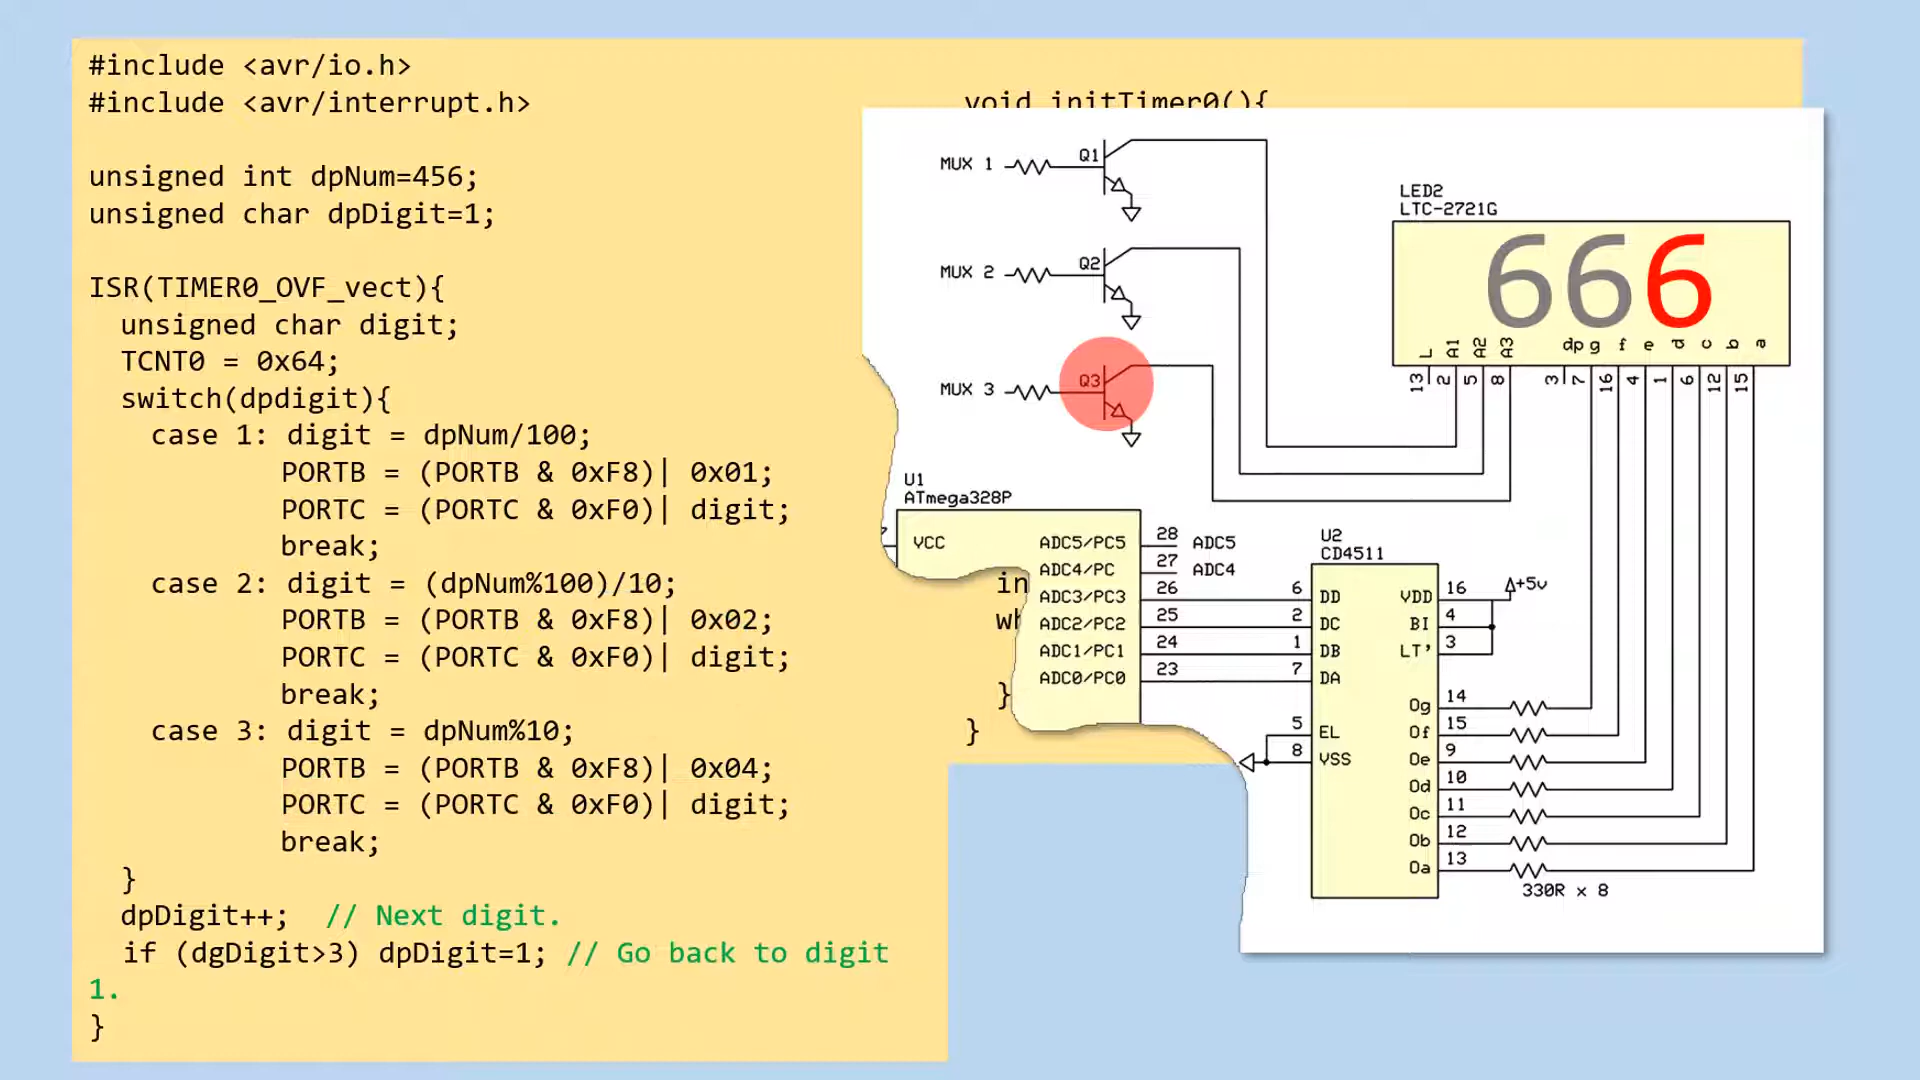 #include <avr/io.h>
#include <avr/interrupt.h>
unsigned int dpNum=456;
unsigned char dpDigit=1;
ISR(TIMER0_OVF_vect){
unsigned char digit;
TCNT0 = 0x64;
switch(dpdigit){
case 1: digit = dpNum/100;
PORTB = (PORTB & 0xF8)| 0x01;
PORTC = (PORTC & 0xF0)| digit;
break;
case 2: digit = (dpNum%100)/10;
PORTB = (PORTB & 0xF8)| 0x02;
PORTC = (PORTC & 0xF0)| digit;
break;
case 3: digit = dpNum%10;
PORTB = (PORTB & 0xF8)| 0x04;
PORTC = (PORTC & 0xF0)| digit;
break;
}
dpDigit++; // Next digit.
if (dgDigit>3) dpDigit=1; // Go back to digit
1.
}
void initTimer0(){
in
}
}
MUX 1
Q1
MUX 2
Q2
MUX 3
Q3
LED2
LTC-2721G
666
L A1 A2 A3 dp g f e d c b a
13 2 5 8 3 7 16 4 1 6 12 15
U1
ATmega328P
VCC
ADC5/PC5 28 ADC5
ADC4/PC 27 ADC4
ADC3/PC3 26
ADC2/PC2 25
ADC1/PC1 24
ADC0/PC0 23
U2
CD4511
6 DD VDD 16 +5v
2 DC BI 4
1 DB LT' 3
7 DA
Og 14
5 EL Of 15
8 VSS Oe 9
Od 10
Oc 11
Ob 12
Oa 13
330R x 8